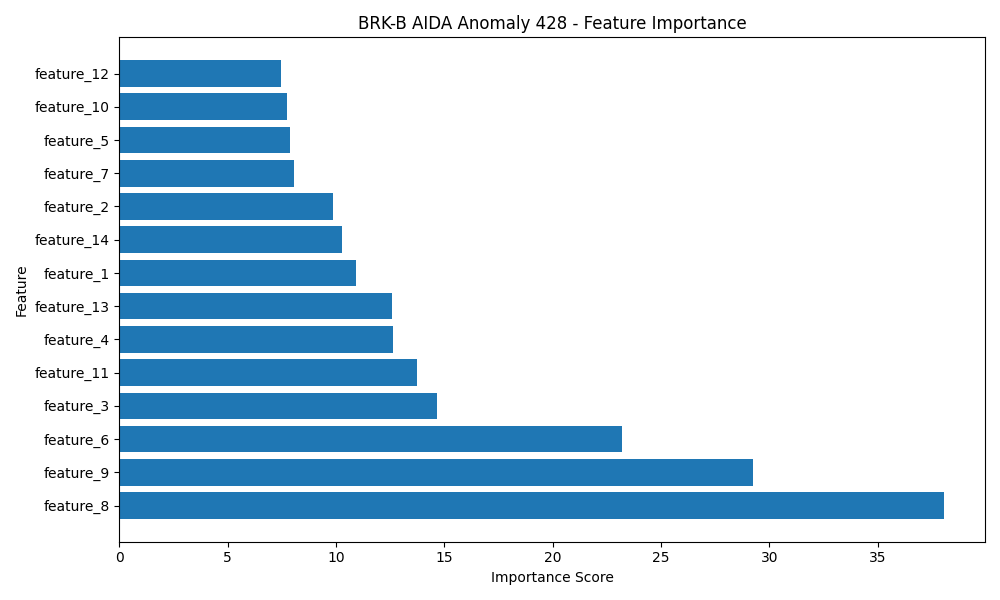 BRK-B AIDA Anomaly 428 - Feature Importance
feature_12
feature_10
feature_5
feature_7
feature_2
feature_14
feature_1
feature_13
feature_4
feature_11
feature_3
feature_6
feature_9
feature_8
Feature
0 5 10 15 20 25 30 35
Importance Score